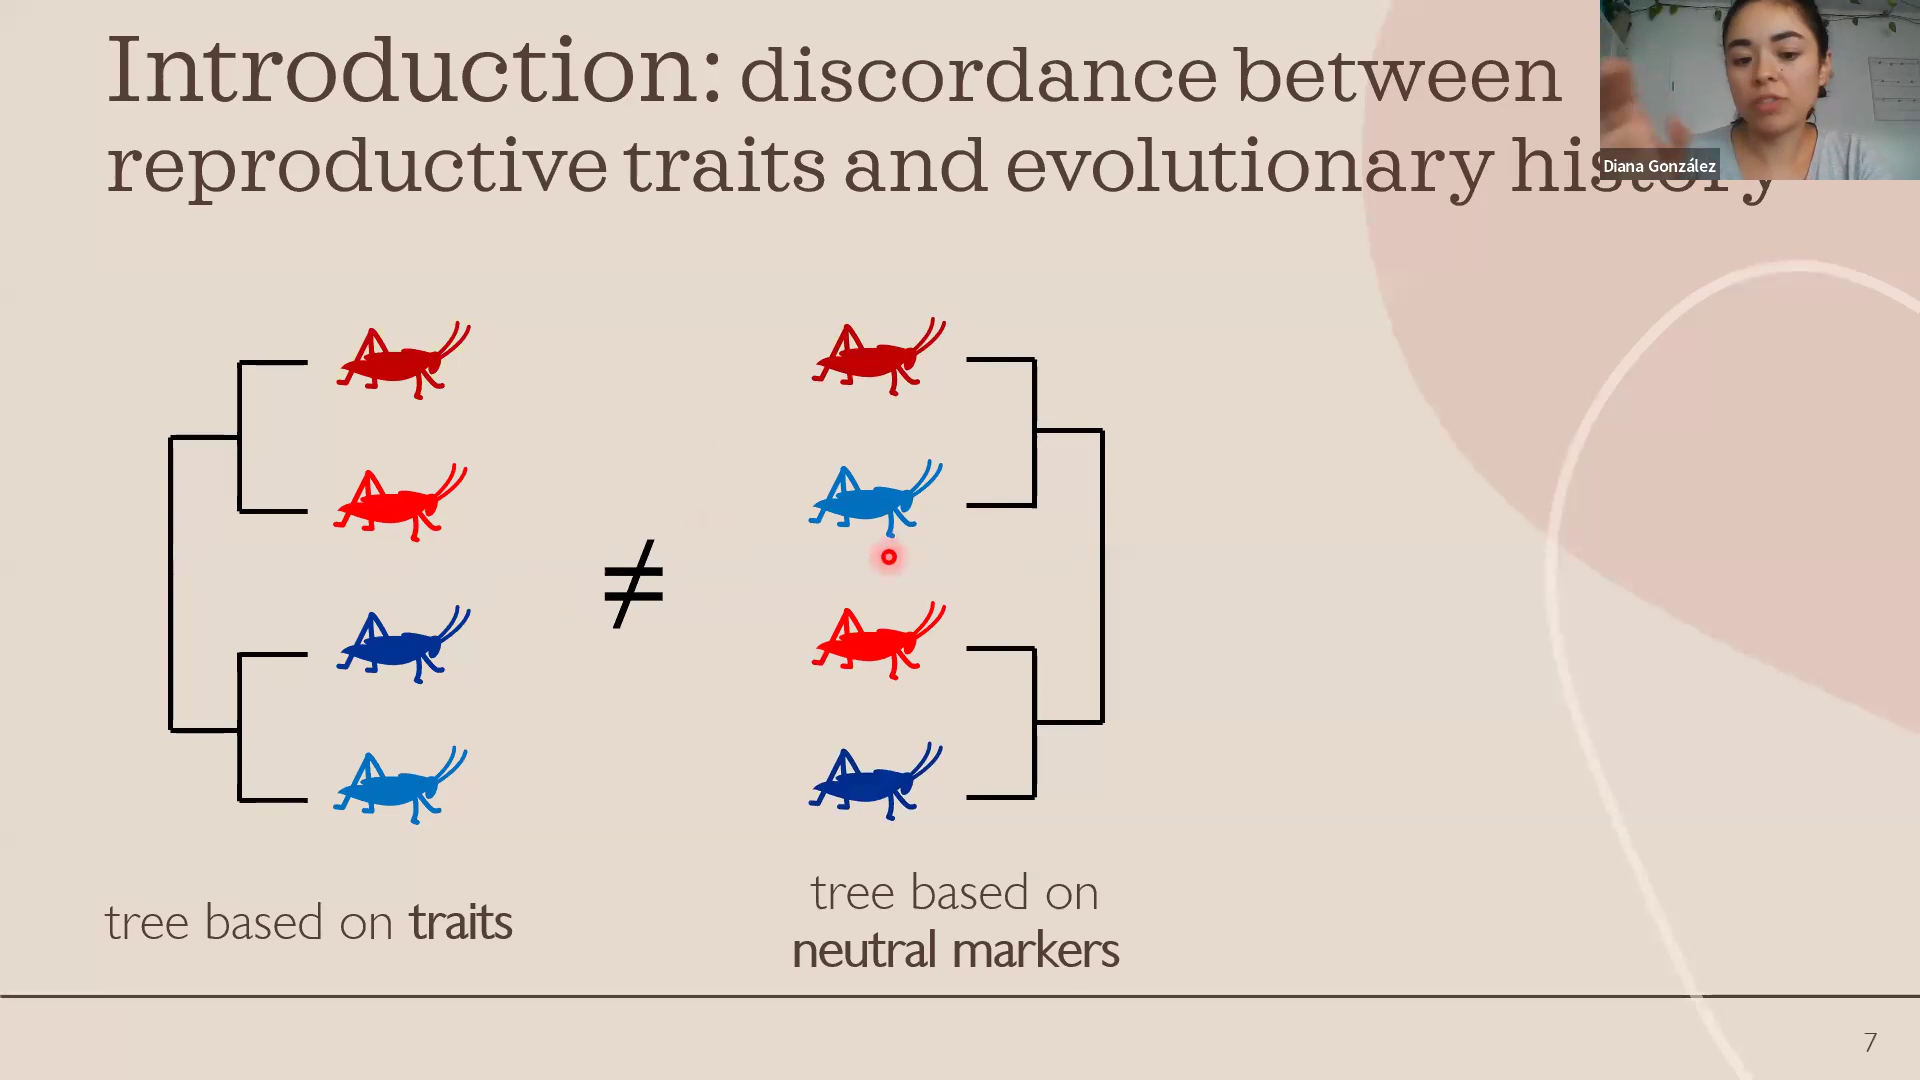 Introduction: discordance between
reproductive traits and evolutionary history
Diana González
≠
tree based on traits
tree based on
neutral markers
7